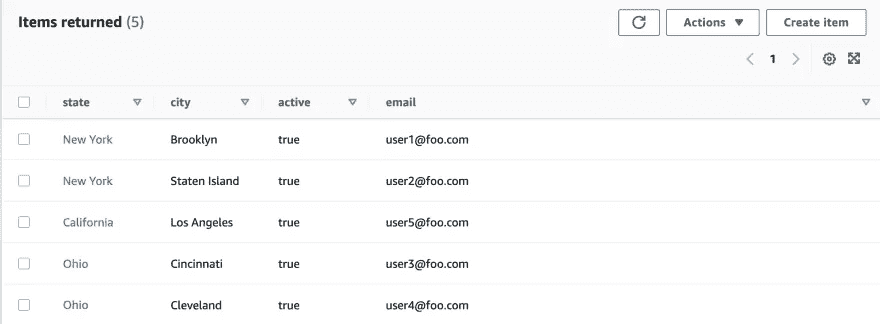 Items returned (5) Actions Create item
1
state city active email
New York Brooklyn true user1@foo.com
New York Staten Island true user2@foo.com
California Los Angeles true user5@foo.com
Ohio Cincinnati true user3@foo.com
Ohio Cleveland true user4@foo.com